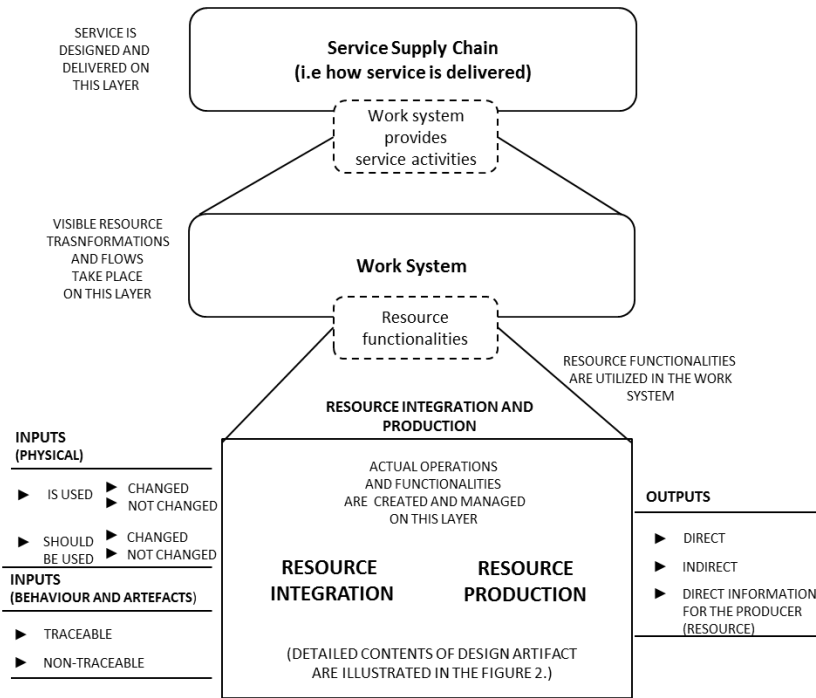 SERVICE IS
DESIGNED AND
DELIVERED ON
THIS LAYER
Service Supply Chain
(i.e how service is delivered)
Work system
provides
service activities
VISIBLE RESOURCE
TRASNFORMATIONS
AND FLOWS
TAKE PLACE
ON THIS LAYER
Work System
Resource
functionalities
RESOURCE FUNCTIONALITIES
ARE UTILIZED IN THE WORK
SYSTEM
RESOURCE INTEGRATION AND
PRODUCTION
INPUTS
(PHYSICAL)
IS USED
CHANGED
NOT CHANGED
SHOULD
BE USED
CHANGED
NOT CHANGED
INPUTS
(BEHAVIOUR AND ARTEFACTS)
TRACEABLE
NON-TRACEABLE
ACTUAL OPERATIONS
AND FUNCTIONALITIES
ARE CREATED AND MANAGED
ON THIS LAYER
RESOURCE
INTEGRATION
RESOURCE
PRODUCTION
(DETAILED CONTENTS OF DESIGN ARTIFACT
ARE ILLUSTRATED IN THE FIGURE 2.)
OUTPUTS
DIRECT
INDIRECT
DIRECT INFORMATION
FOR THE PRODUCER
(RESOURCE)